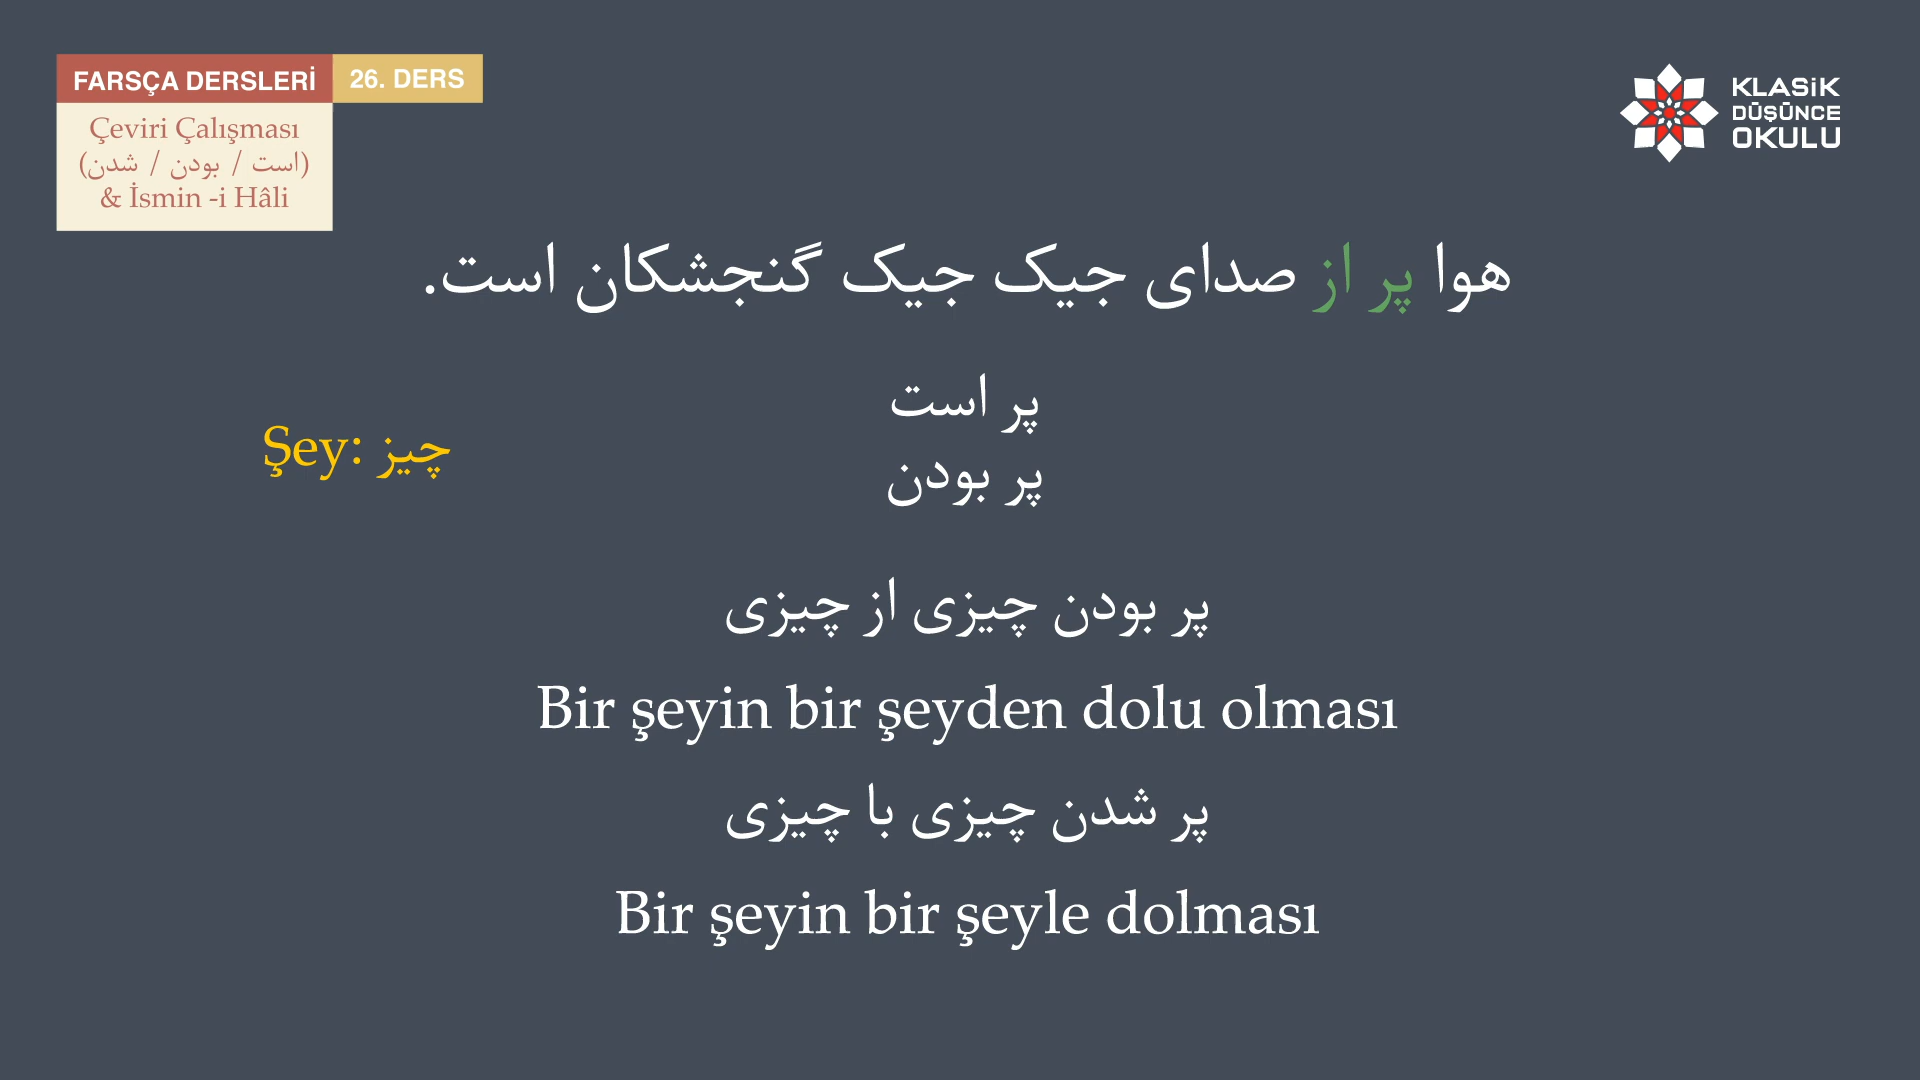 FARSÇA DERSLERİ
26. DERS
Çeviri Çalışması
(است / بودن / شدن)
& İsmin -i Hâli
KLASiK
DÜŞÜNCE
OKULU
هوا پر از صدای جیک جیک گنجشکان است.
پر است
پر بودن
Şey: چیز
پر بودن چیزی از چیزی
Bir şeyin bir şeyden dolu olması
پر شدن چیزی با چیزی
Bir şeyin bir şeyle dolması